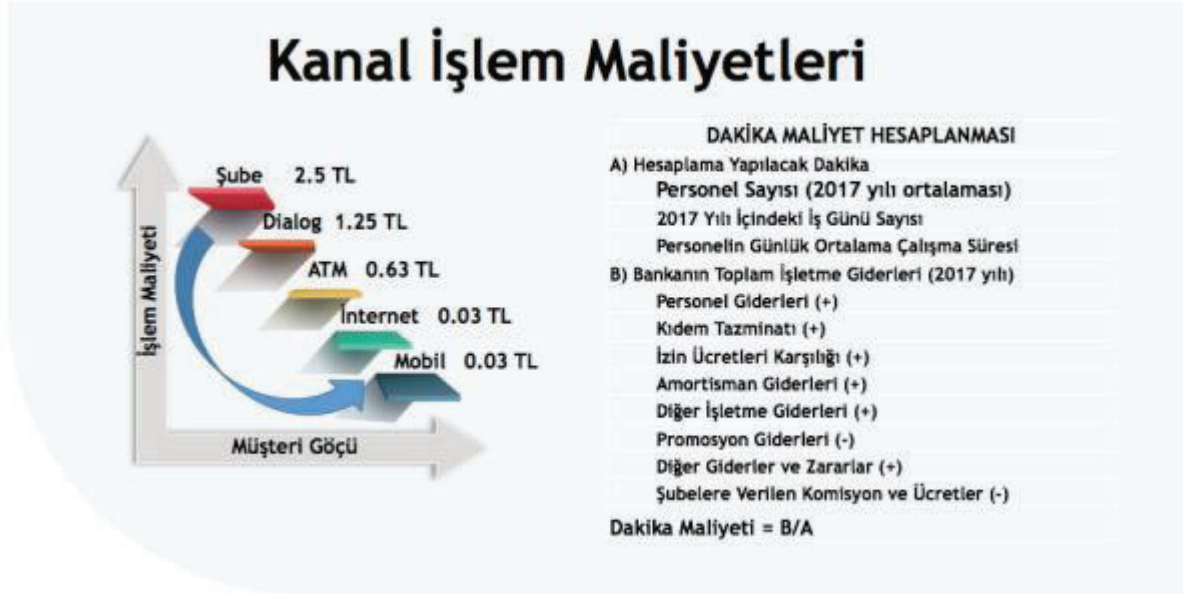 Kanal İşlem Maliyetleri
İşlem Maliyeti
Şube 2.5 TL
Dialog 1.25 TL
ATM 0.63 TL
İnternet 0.03 TL
Mobil 0.03 TL
Müşteri Göçü
DAKİKA MALİYET HESAPLANMASI
A) Hesaplama Yapılacak Dakika
Personel Sayısı (2017 yılı ortalaması)
2017 Yılı İçindeki İş Günü Sayısı
Personelin Günlük Ortalama Çalışma Süresi
B) Bankanın Toplam İşletme Giderleri (2017 yılı)
Personel Giderleri (+)
Kıdem Tazminatı (+)
İzin Ücretleri Karşılığı (+)
Amortisman Giderleri (+)
Diğer İşletme Giderleri (+)
Promosyon Giderleri (-)
Diğer Giderler ve Zararlar (+)
Şubelere Verilen Komisyon ve Ücretler (-)
Dakika Maliyeti = B/A